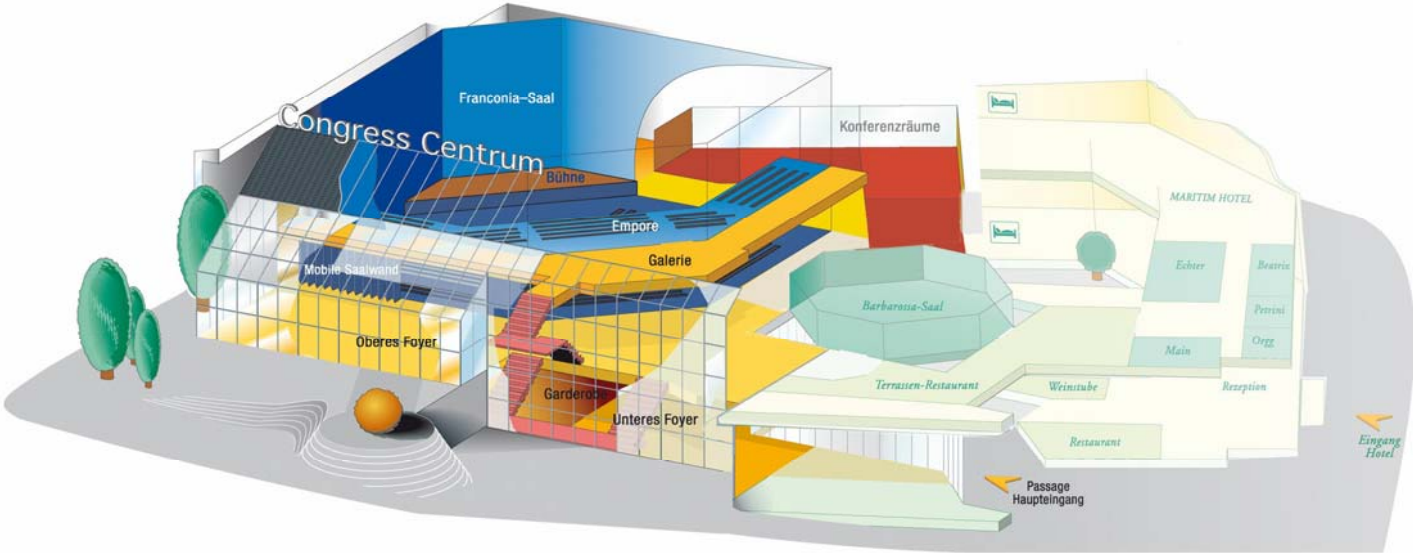 Franconia–Saal
Congress Centrum
Konferenzräume
Bühne
MARITIM HOTEL
Empore
Galerie
Mobile Saalwand
Echter
Beatrix
Barbarossa-Saal
Petrini
Oberes Foyer
Main
Orgg
Terrassen-Restaurant
Weinstube
Rezeption
Garderobe
Unteres Foyer
Restaurant
Eingang
Hotel
Passage
Haupteingang